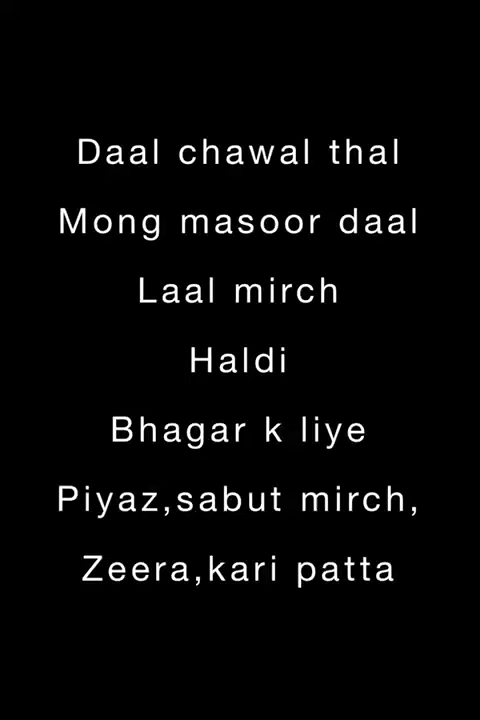 Daal chawal thal
Mong masoor daal
Laal mirch
Haldi
Bhagar k liye
Piyaz,sabut mirch,
Zeera,kari patta